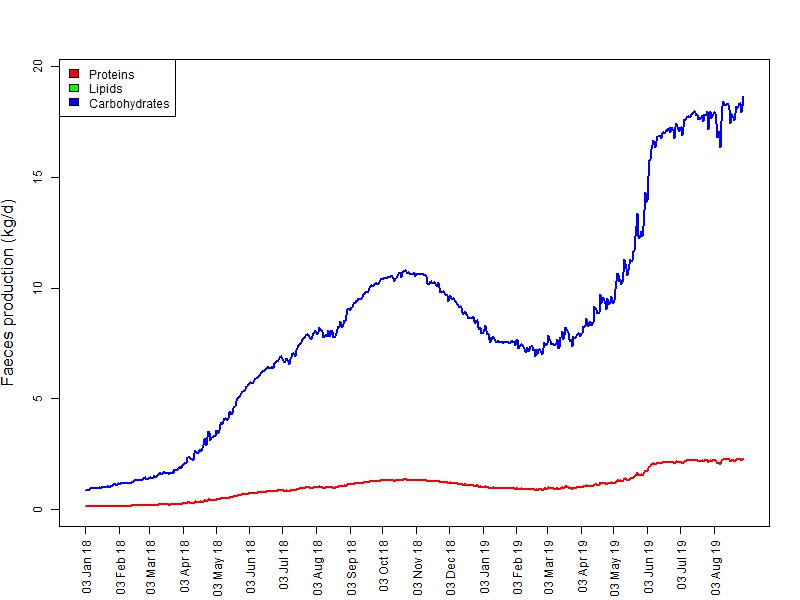 Proteins
Lipids
Carbohydrates
Faeces production (kg/d)
20
15
10
5
0
03 Jan 18
03 Feb 18
03 Mar 18
03 Apr 18
03 May 18
03 Jun 18
03 Jul 18
03 Aug 18
03 Sep 18
03 Oct 18
03 Nov 18
03 Dec 18
03 Jan 19
03 Feb 19
03 Mar 19
03 Apr 19
03 May 19
03 Jun 19
03 Jul 19
03 Aug 19